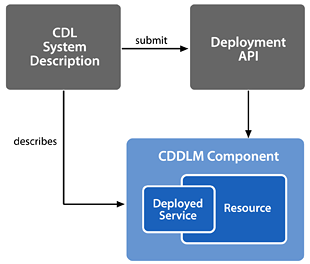 CDL
System
Description
submit
Deployment
API
describes
CDDLM Component
Deployed
Service
Resource